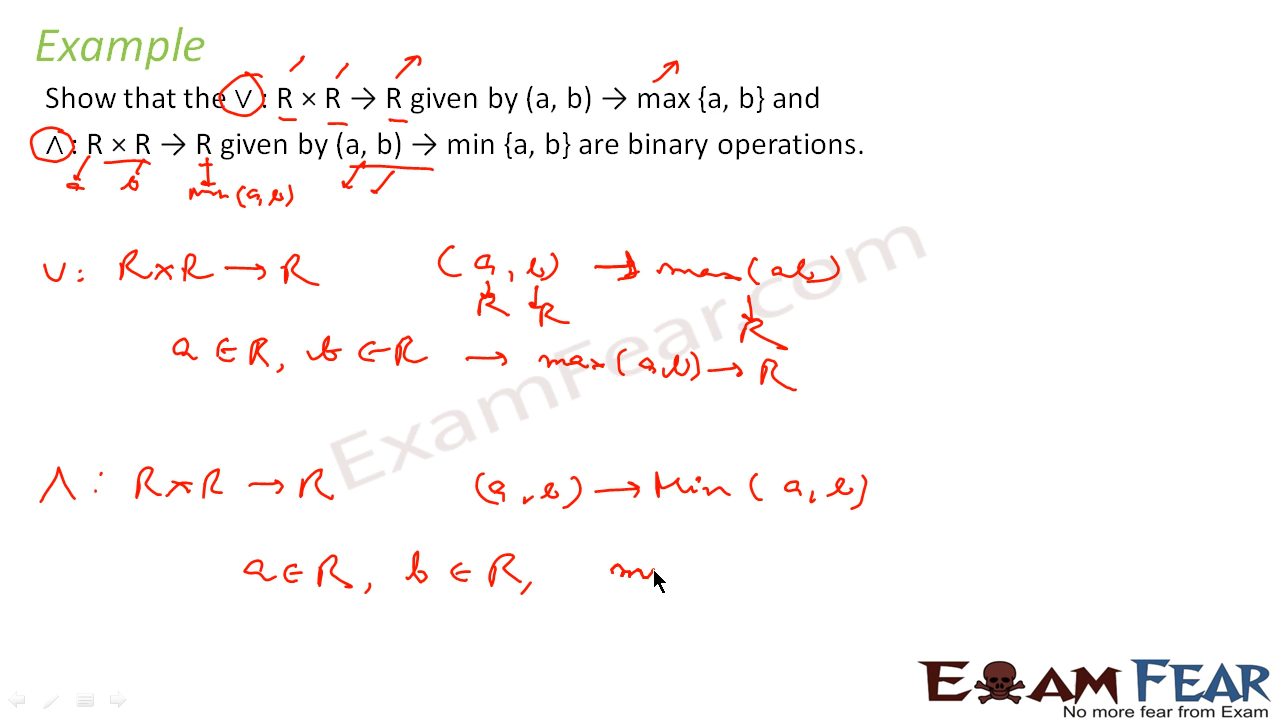 Example
Show that the ∨ : R × R → R given by (a, b) → max {a, b} and
∧ : R × R → R given by (a, b) → min {a, b} are binary operations.
a b min (a, b)
∨ : R×R → R (a, b) → max (ab)
R R R
a ∈ R, b ∈ R → max (a, b) → R
∧ : R×R → R (a, b) → Min (a, b)
a ∈ R, b ∈ R, m
ExamFear.com
EXAM FEAR
No more fear from Exam